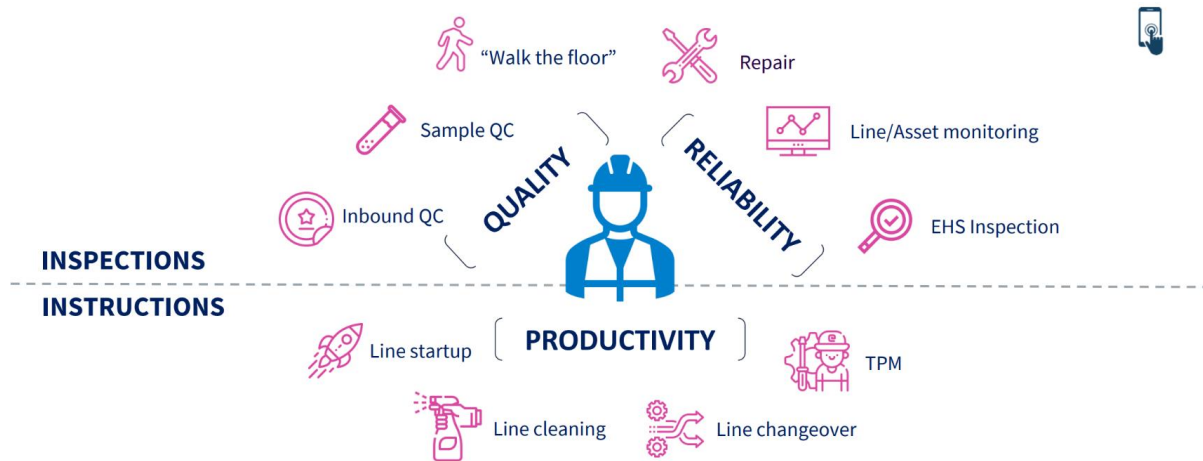 “Walk the floor”
Repair
Sample QC
Line/Asset monitoring
QUALITY
RELIABILITY
Inbound QC
EHS Inspection
INSPECTIONS
INSTRUCTIONS
Line startup
PRODUCTIVITY
TPM
Line cleaning
Line changeover